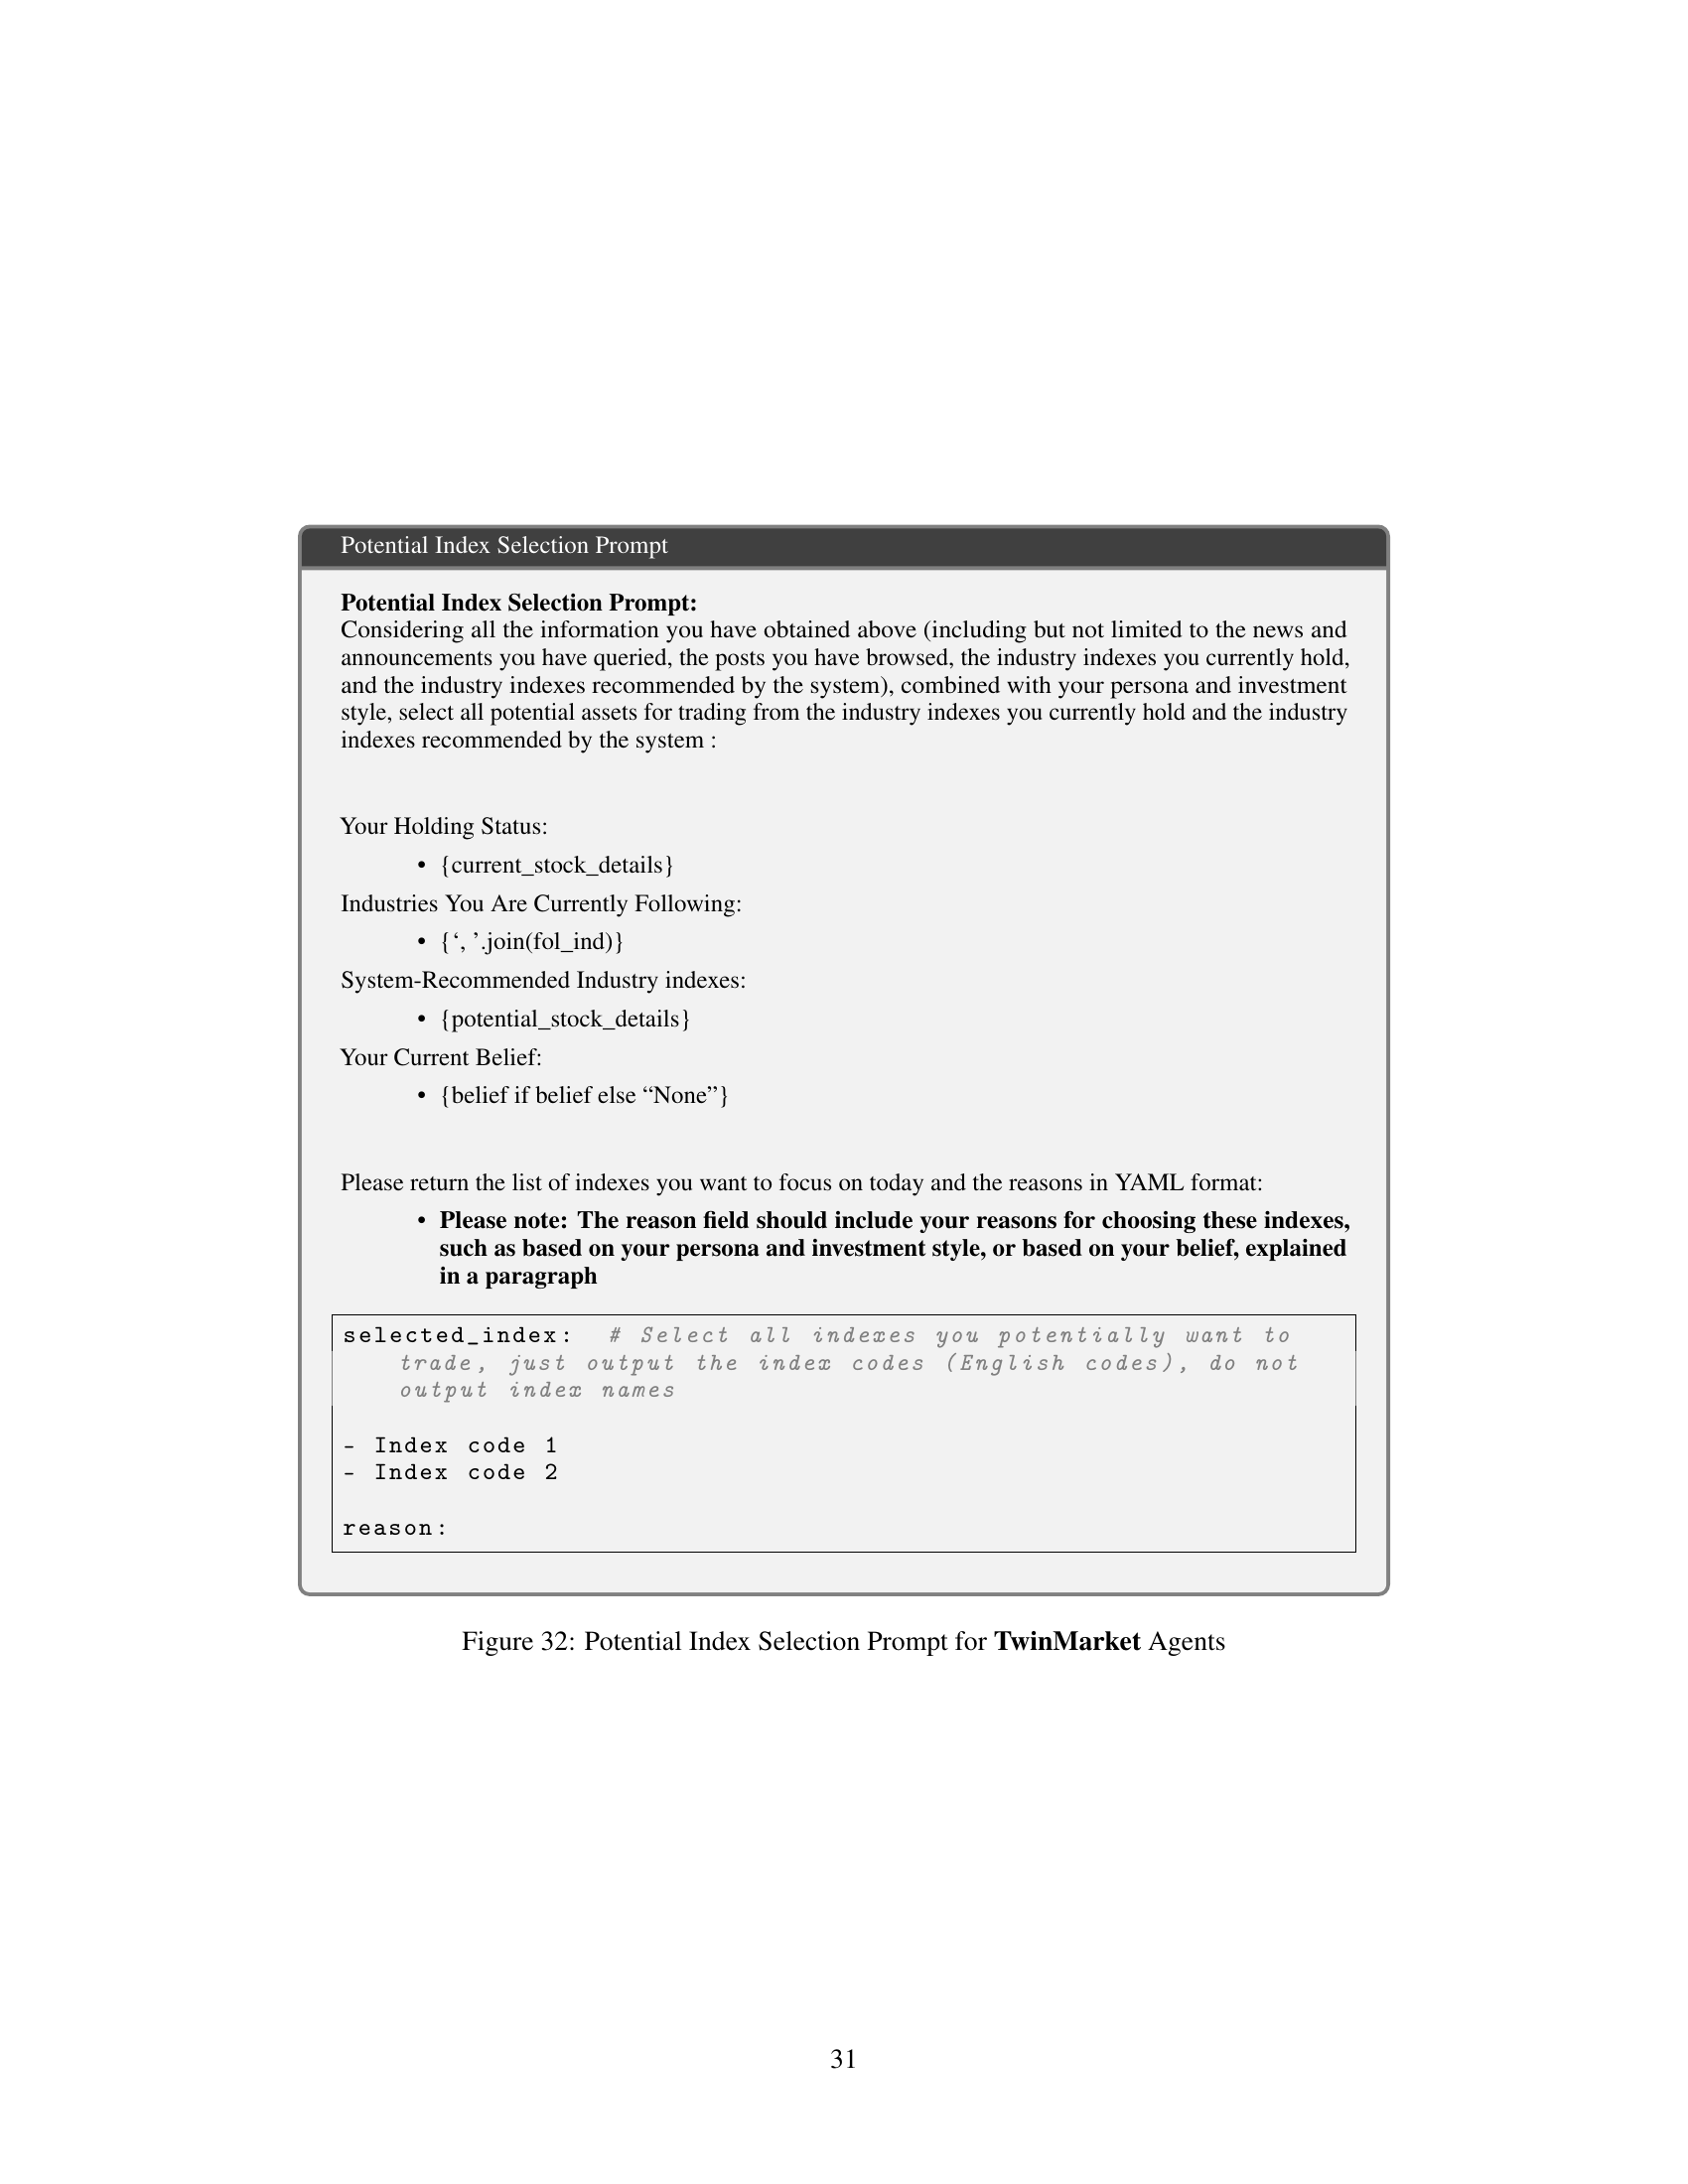 Potential Index Selection Prompt
Potential Index Selection Prompt:
Considering all the information you have obtained above (including but not limited to the news and
announcements you have queried, the posts you have browsed, the industry indexes you currently hold,
and the industry indexes recommended by the system), combined with your persona and investment
style, select all potential assets for trading from the industry indexes you currently hold and the industry
indexes recommended by the system :
Your Holding Status:
• {current_stock_details}
Industries You Are Currently Following:
• {‘, ’.join(fol_ind)}
System-Recommended Industry indexes:
• {potential_stock_details}
Your Current Belief:
• {belief if belief else “None”}
Please return the list of indexes you want to focus on today and the reasons in YAML format:
• Please note: The reason field should include your reasons for choosing these indexes,
such as based on your persona and investment style, or based on your belief, explained
in a paragraph
selected_index: # Select all indexes you potentially want to
trade, just output the index codes (English codes), do not
output index names
- Index code 1
- Index code 2
reason:
Figure 32: Potential Index Selection Prompt for TwinMarket Agents
31